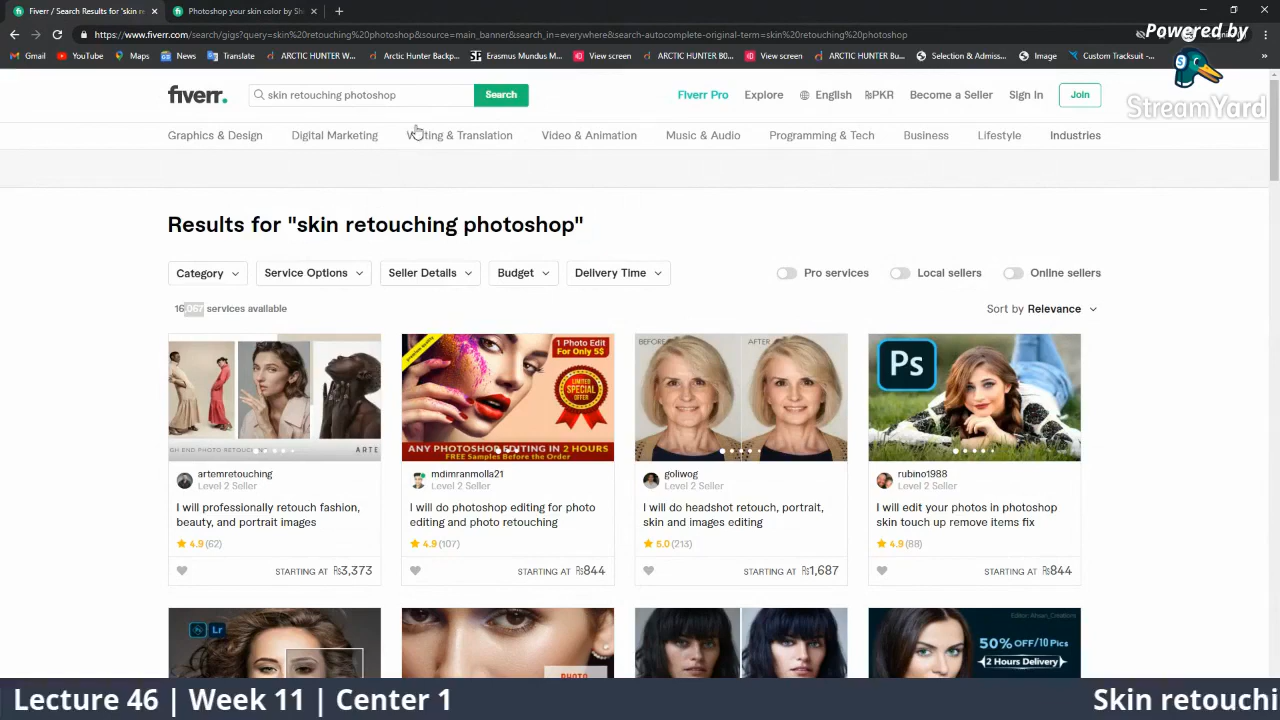 Fiverr / Search Results for 'skin re
Photoshop your skin color by Sh
Powered by
https://www.fiverr.com/search/gigs?query=skin%20retouching%20photoshop&source=main_banner&search_in=everywhere&search-autocomplete-original-term=skin%20retouching%20photoshop
Gmail
YouTube
Maps
News
Translate
ARCTIC HUNTER W...
Arctic Hunter Backp...
Erasmus Mundus M...
View screen
ARCTIC HUNTER BO...
View screen
ARCTIC HUNTER Bu...
Selection & Admiss...
Image
Custom Tracksuit -...
StreamYard
fiverr.
skin retouching photoshop
Search
Fiverr Pro
Explore
English
₨PKR
Become a Seller
Sign In
Join
Graphics & Design
Digital Marketing
Writing & Translation
Video & Animation
Music & Audio
Programming & Tech
Business
Lifestyle
Industries
Results for "skin retouching photoshop"
Category
Service Options
Seller Details
Budget
Delivery Time
Pro services
Local sellers
Online sellers
16,067 services available
Sort by Relevance
ARTE
artemretouching
Level 2 Seller
I will professionally retouch fashion,
beauty, and portrait images
4.9 (62)
STARTING AT ₨3,373
1 Photo Edit
For Only 5$
LIMITED
SPECIAL
OFFER
ANY PHOTOSHOP EDITING IN 2 HOURS
FREE Samples Before the Order
mdimranmolla21
Level 2 Seller
I will do photoshop editing for photo
editing and photo retouching
4.9 (107)
STARTING AT ₨844
BEFORE
AFTER
goliwog
Level 2 Seller
I will do headshot retouch, portrait,
skin and images editing
5.0 (213)
STARTING AT ₨1,687
Ps
rubino1988
Level 2 Seller
I will edit your photos in photoshop
skin touch up remove items fix
4.9 (88)
STARTING AT ₨844
Lr
PHOTO
50% OFF/10 Pics
2 Hours Delivery
Lecture 46 | Week 11 | Center 1
Skin retouchi